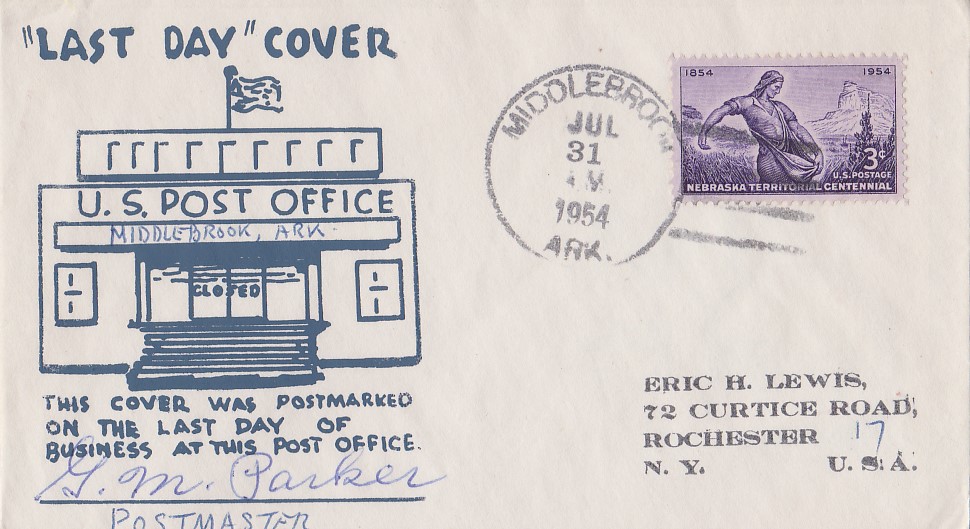 "LAST DAY" COVER
U.S. POST OFFICE
MIDDLEBROOK, ARK.
CLOSED
THIS COVER WAS POSTMARKED
ON THE LAST DAY OF
BUSINESS AT THIS POST OFFICE.
G. M. Parker
POSTMASTER
MIDDLEBROOK
JUL
31
1954
ARK.
1854 1954
3¢
U.S. POSTAGE
NEBRASKA TERRITORIAL CENTENNIAL
ERIC H. LEWIS,
72 CURTICE ROAD,
ROCHESTER 17
N. Y. U. S. A.